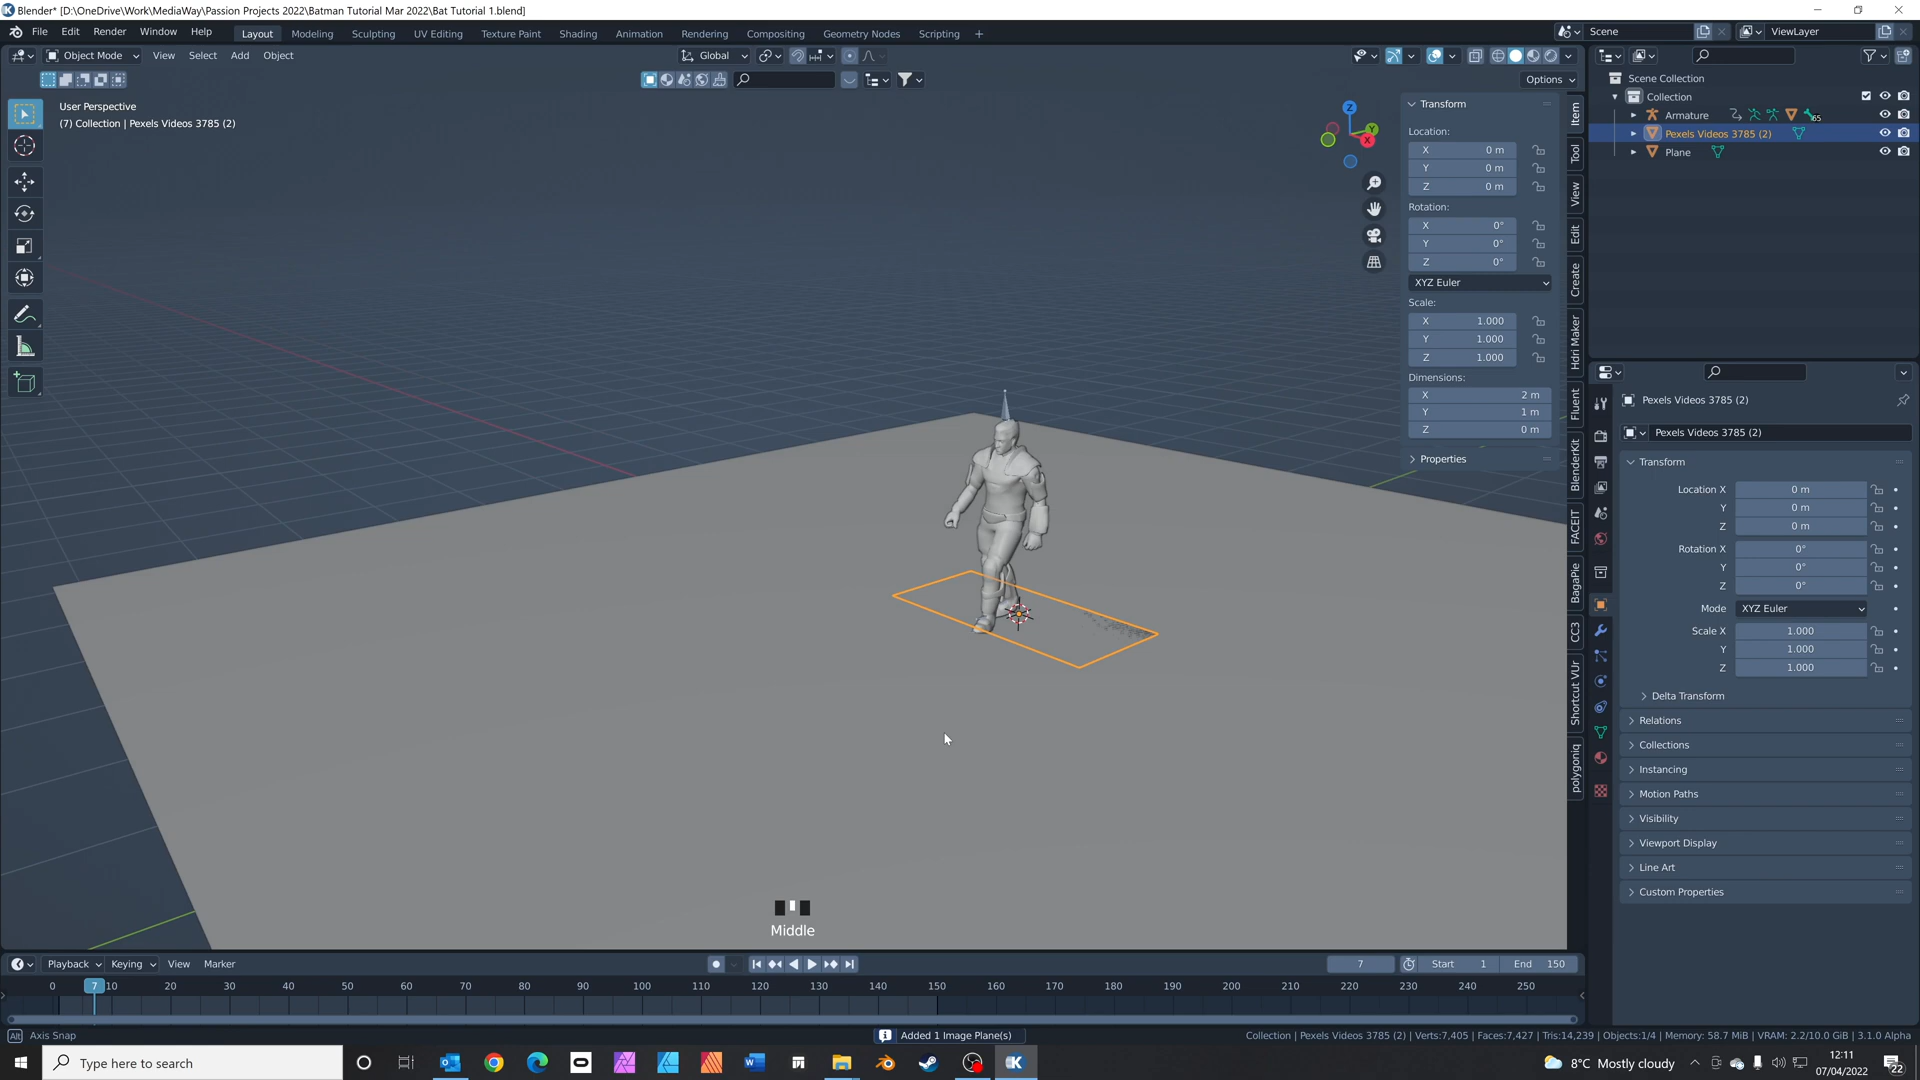 Blender* [D:\OneDrive\Work\MediaWay\Passion Projects 2022\Batman Tutorial Mar 2022\Bat Tutorial 1.blend]
File Edit Render Window Help Layout Modeling Sculpting UV Editing Texture Paint Shading Animation Rendering Compositing Geometry Nodes Scripting + Scene ViewLayer
Object Mode View Select Add Object Global
Options
User Perspective
(7) Collection | Pexels Videos 3785 (2)
Z
Y
X
Transform
Location:
X 0 m
Y 0 m
Z 0 m
Rotation:
X 0°
Y 0°
Z 0°
XYZ Euler
Scale:
X 1.000
Y 1.000
Z 1.000
Dimensions:
X 2 m
Y 1 m
Z 0 m
Properties
Item
Tool
View
Edit
Create
Hdri Maker
Fluent
BlenderKit
FACEIT
BagaPie
CC3
Shortcut VUr
polygoniq
Scene Collection
Collection
Armature 65
Pexels Videos 3785 (2)
Plane
Pexels Videos 3785 (2)
Pexels Videos 3785 (2)
Transform
Location X 0 m
Y 0 m
Z 0 m
Rotation X 0°
Y 0°
Z 0°
Mode XYZ Euler
Scale X 1.000
Y 1.000
Z 1.000
Delta Transform
Relations
Collections
Instancing
Motion Paths
Visibility
Viewport Display
Line Art
Custom Properties
Middle
Playback Keying View Marker 7 Start 1 End 150
0 7 10 20 30 40 50 60 70 80 90 100 110 120 130 140 150 160 170 180 190 200 210 220 230 240 250
Alt Axis Snap Added 1 Image Plane(s) Collection | Pexels Videos 3785 (2) | Verts:7,405 | Faces:7,427 | Tris:14,239 | Objects:1/4 | Memory: 58.7 MiB | VRAM: 2.2/10.0 GiB | 3.1.0 Alpha
Type here to search 8°C Mostly cloudy 12:11
07/04/2022 22